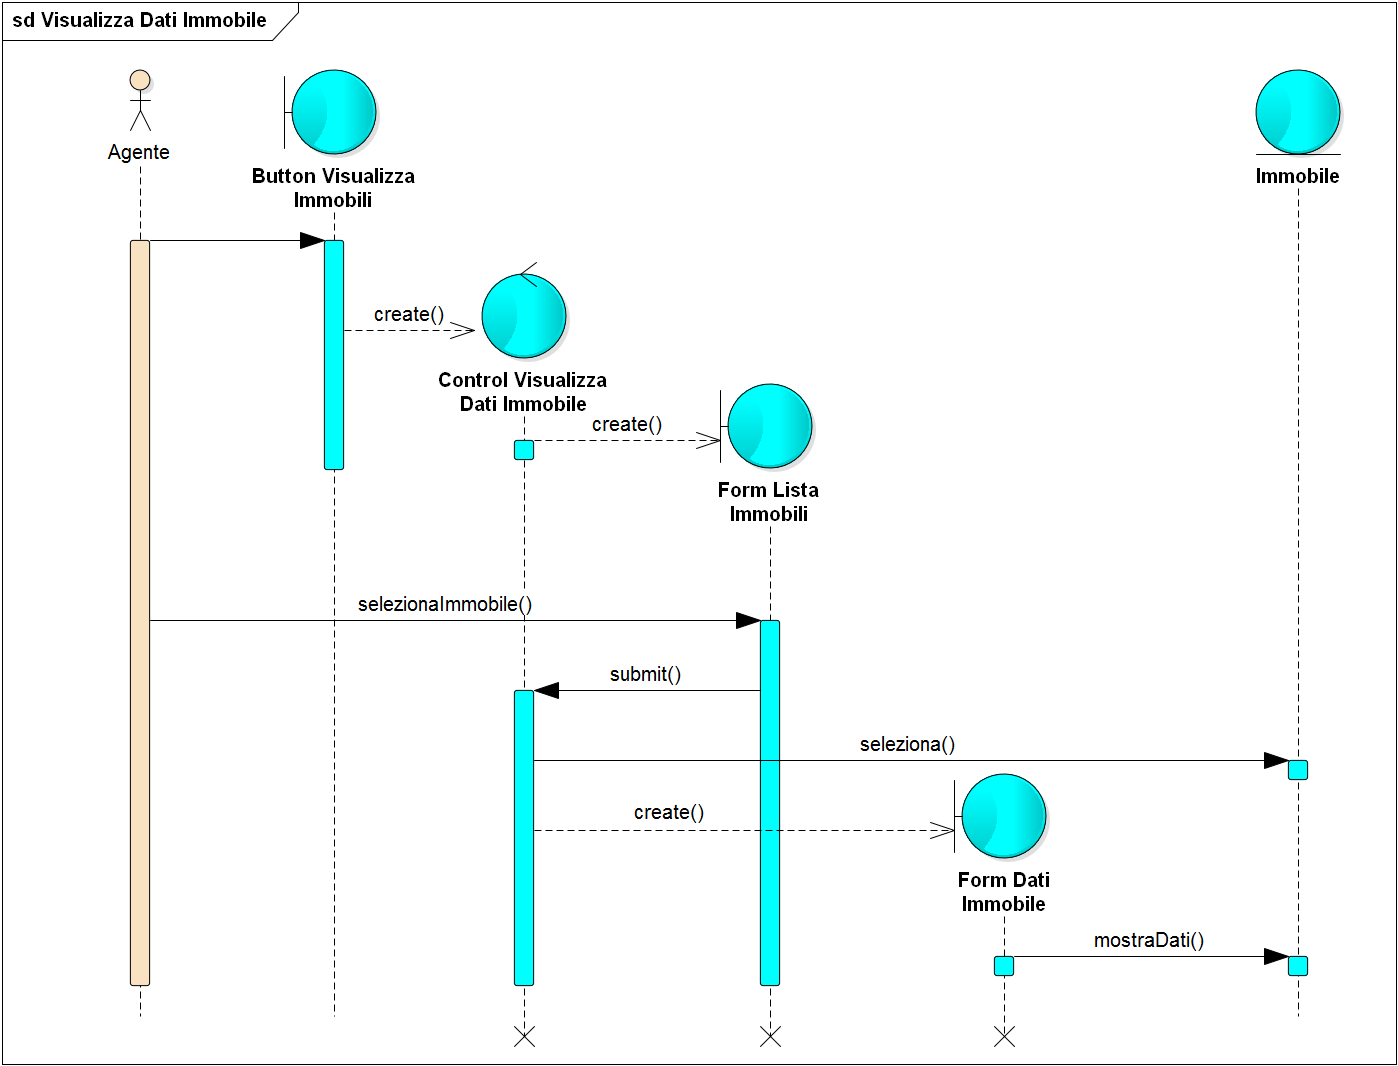 sd Visualizza Dati Immobile
Agente
Button Visualizza
Immobili
Immobile
create()
Control Visualizza
Dati Immobile
create()
Form Lista
Immobili
selezionaImmobile()
submit()
seleziona()
create()
Form Dati
Immobile
mostraDati()